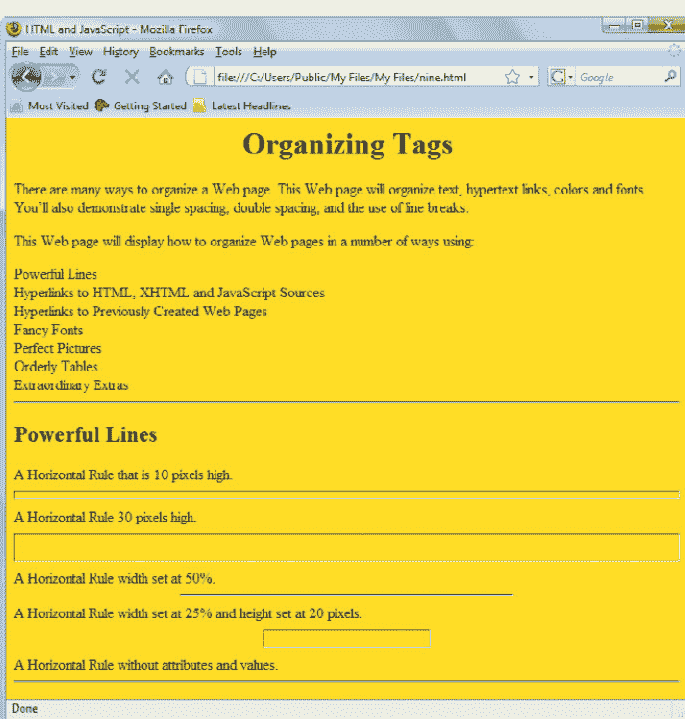 HTML and JavaScript - Mozilla Firefox
File Edit View History Bookmarks Tools Help
file:///C:/Users/Public/My Files/My Files/nine.html
G Google
Most Visited Getting Started Latest Headlines
Organizing Tags
There are many ways to organize a Web page. This Web page will organize text, hypertext links, colors and fonts.
You'll also demonstrate single spacing, double spacing, and the use of line breaks.
This Web page will display how to organize Web pages in a number of ways using:
Powerful Lines
Hyperlinks to HTML, XHTML and JavaScript Sources
Hyperlinks to Previously Created Web Pages
Fancy Fonts
Perfect Pictures
Orderly Tables
Extraordinary Extras
Powerful Lines
A Horizontal Rule that is 10 pixels high.
A Horizontal Rule 30 pixels high.
A Horizontal Rule width set at 50%.
A Horizontal Rule width set at 25% and height set at 20 pixels.
A Horizontal Rule without attributes and values.
Done